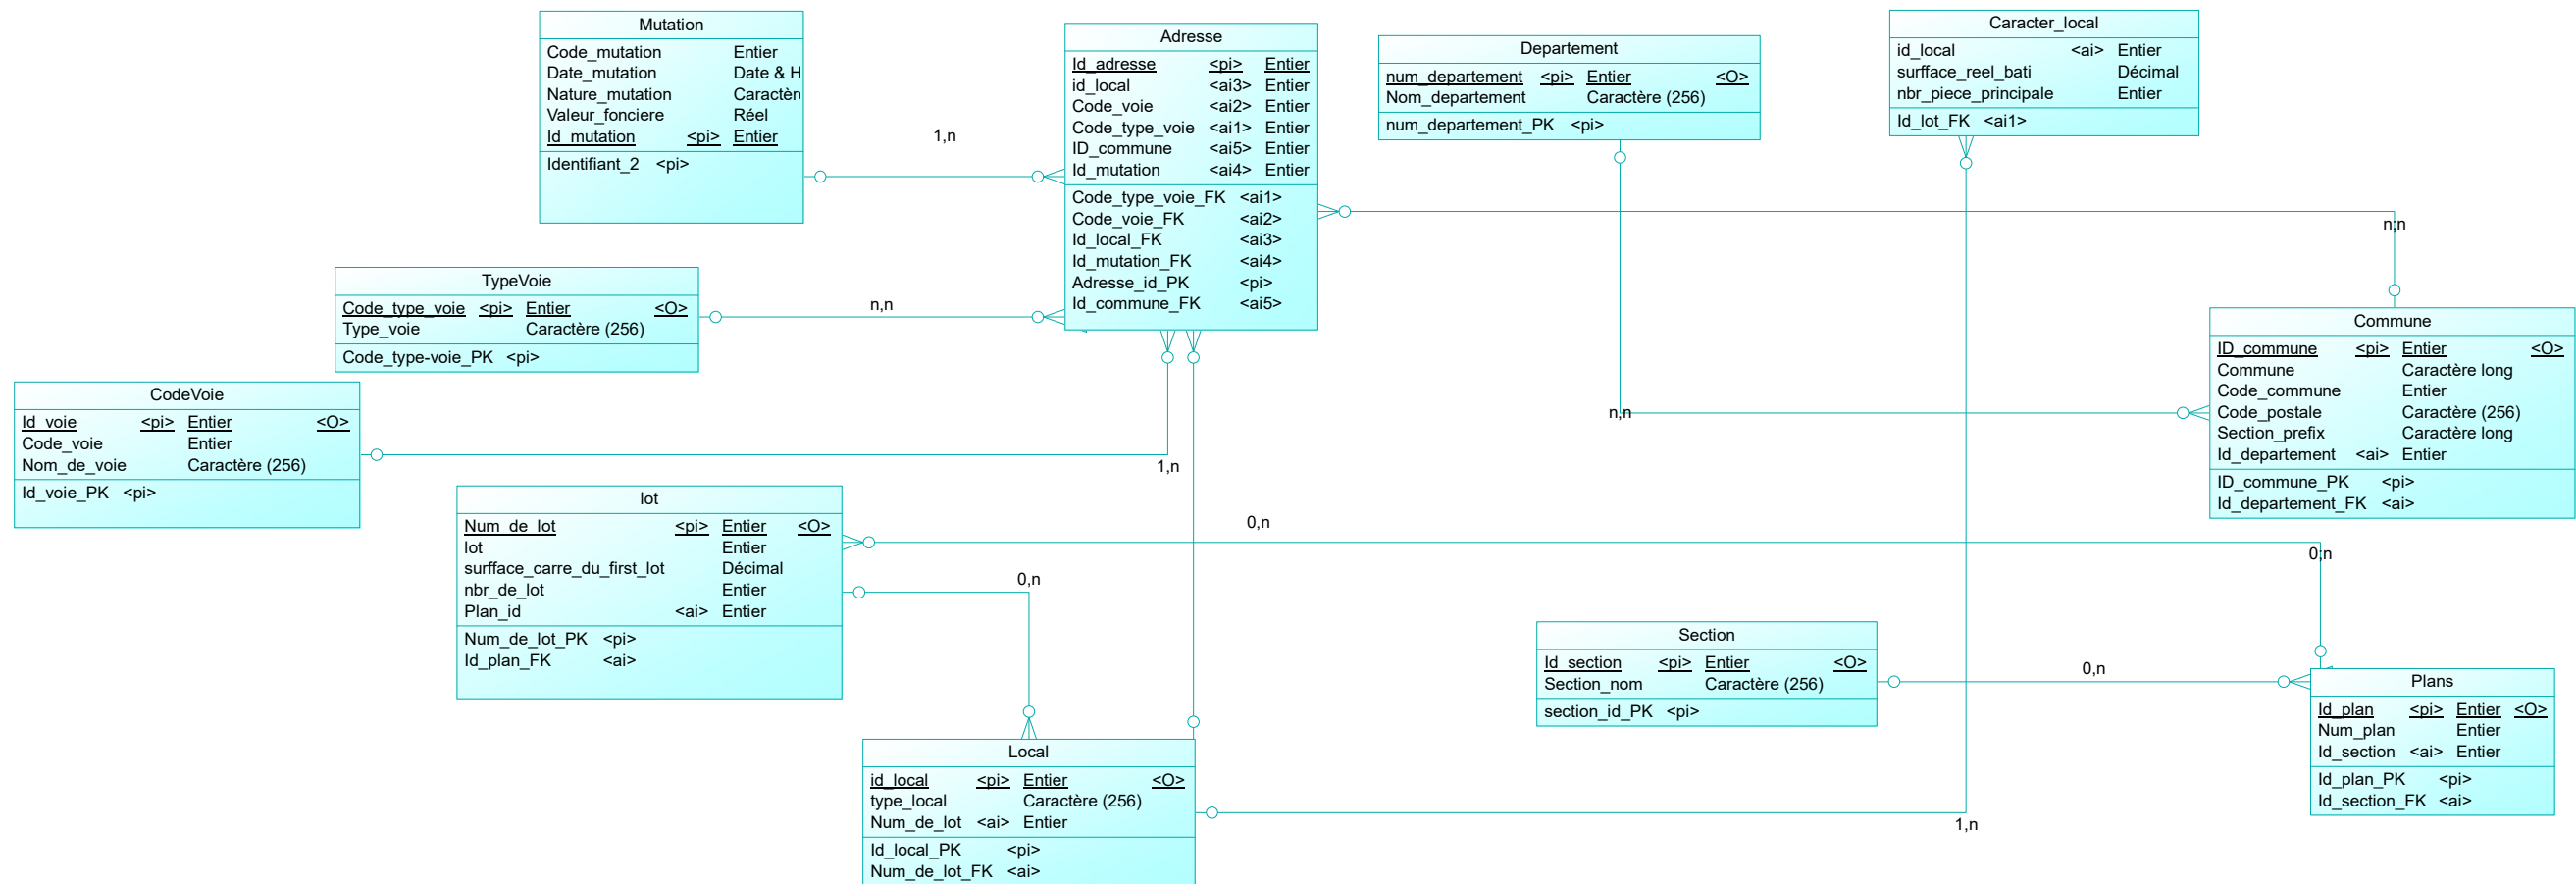 Mutation
Code_mutation Entier
Date_mutation Date & H
Nature_mutation Caractèr
Valeur_fonciere Réel
Id_mutation <pi> Entier
Identifiant_2 <pi>
1,n
Adresse
Id_adresse <pi> Entier
id_local <ai3> Entier
Code_voie <ai2> Entier
Code_type_voie <ai1> Entier
ID_commune <ai5> Entier
Id_mutation <ai4> Entier
Code_type_voie_FK <ai1>
Code_voie_FK <ai2>
Id_local_FK <ai3>
Id_mutation_FK <ai4>
Adresse_id_PK <pi>
Id_commune_FK <ai5>
Departement
num_departement <pi> Entier <O>
Nom_departement Caractère (256)
num_departement_PK <pi>
Caracter_local
id_local <ai> Entier
surfface_reel_bati Décimal
nbr_piece_principale Entier
Id_lot_FK <ai1>
n,n
TypeVoie
Code_type_voie <pi> Entier <O>
Type_voie Caractère (256)
Code_type-voie_PK <pi>
n,n
Commune
ID_commune <pi> Entier <O>
Commune Caractère long
Code_commune Entier
Code_postale Caractère (256)
Section_prefix Caractère long
Id_departement <ai> Entier
ID_commune_PK <pi>
Id_departement_FK <ai>
CodeVoie
Id_voie <pi> Entier <O>
Code_voie Entier
Nom_de_voie Caractère (256)
Id_voie_PK <pi>
n,n
1,n
lot
Num_de_lot <pi> Entier <O>
lot Entier
surfface_carre_du_first_lot Décimal
nbr_de_lot Entier
Plan_id <ai> Entier
Num_de_lot_PK <pi>
Id_plan_FK <ai>
0,n
0,n
0,n
Section
Id_section <pi> Entier <O>
Section_nom Caractère (256)
section_id_PK <pi>
0,n
Plans
Id_plan <pi> Entier <O>
Num_plan Entier
Id_section <ai> Entier
Id_plan_PK <pi>
Id_section_FK <ai>
Local
id_local <pi> Entier <O>
type_local Caractère (256)
Num_de_lot <ai> Entier
Id_local_PK <pi>
Num_de_lot_FK <ai>
1,n